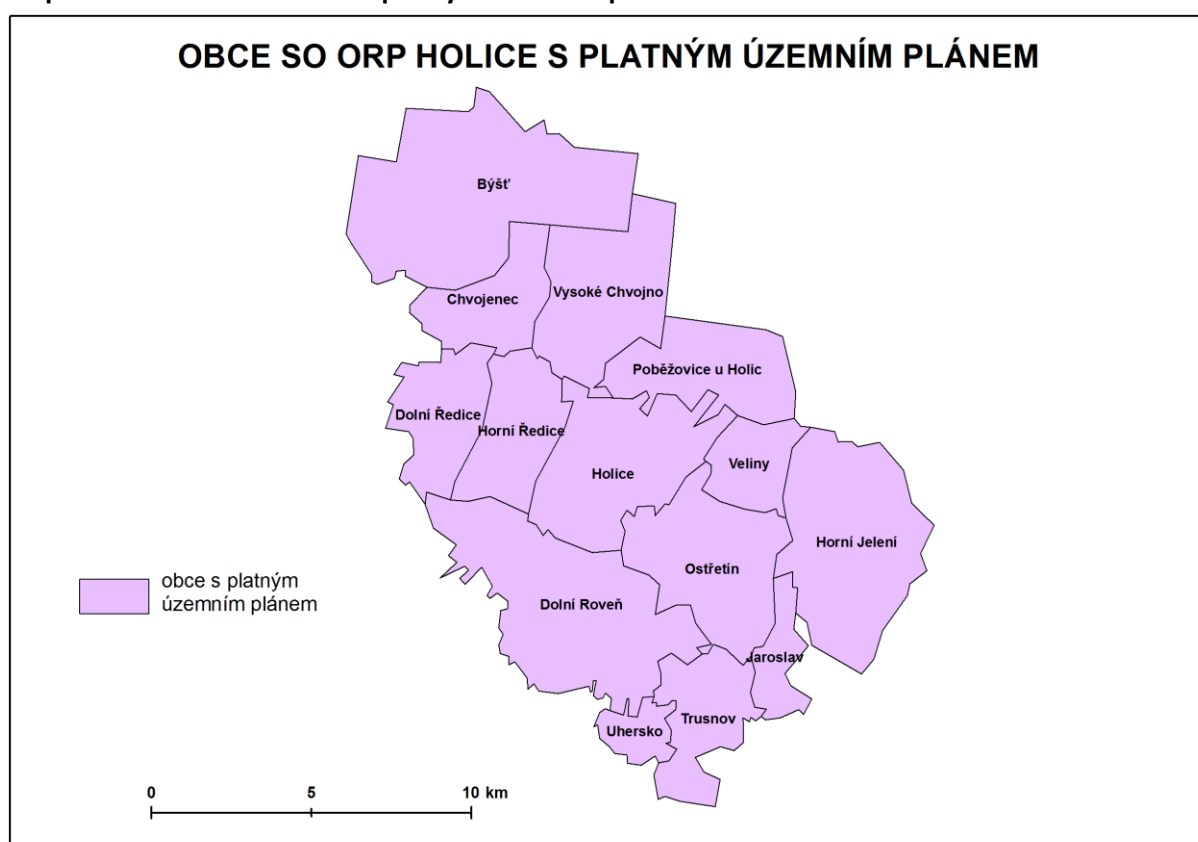 OBCE SO ORP HOLICE S PLATNÝM ÚZEMNÍM PLÁNEM
Býšť
Chvojenec
Vysoké Chvojno
Poběžovice u Holic
Dolní Ředice
Horní Ředice
Holice
Veliny
Horní Jelení
Ostřetín
Dolní Roveň
Jaroslav
Trusnov
Uhersko
obce s platným
územním plánem
0 5 10 km